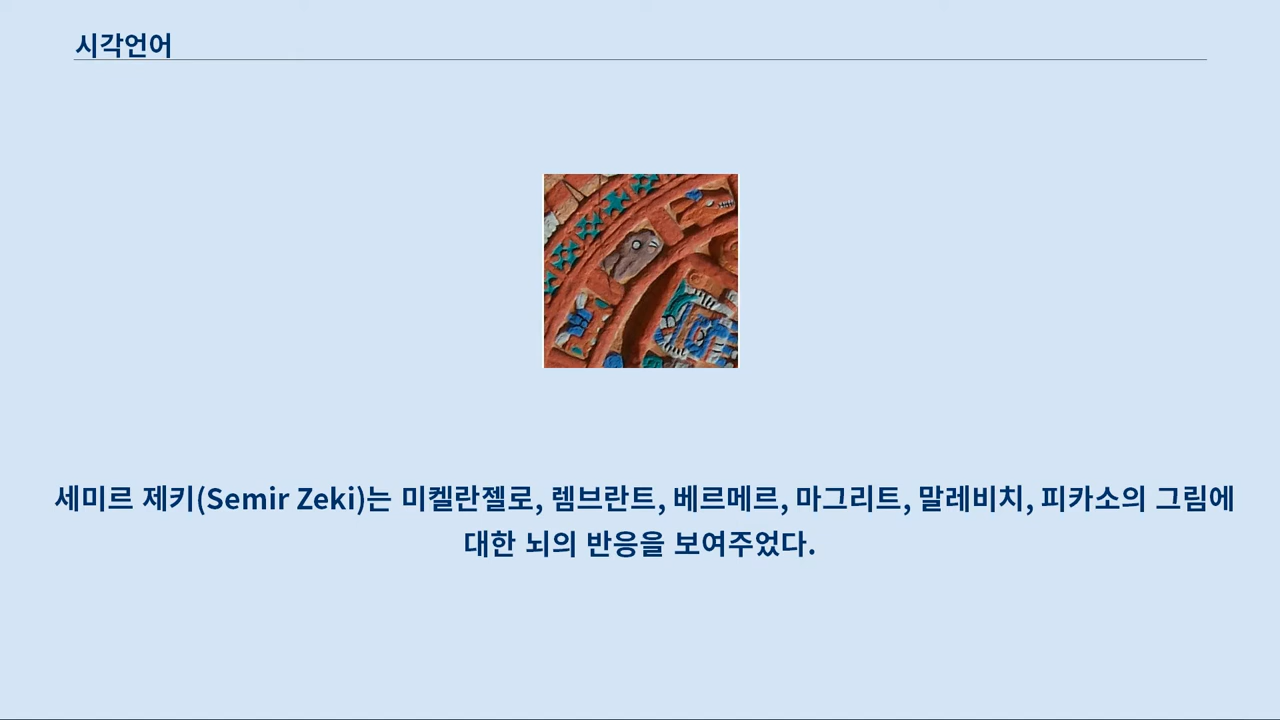 시각언어
세미르 제키(Semir Zeki)는 미켈란젤로, 렘브란트, 베르메르, 마그리트, 말레비치, 피카소의 그림에
대한 뇌의 반응을 보여주었다.